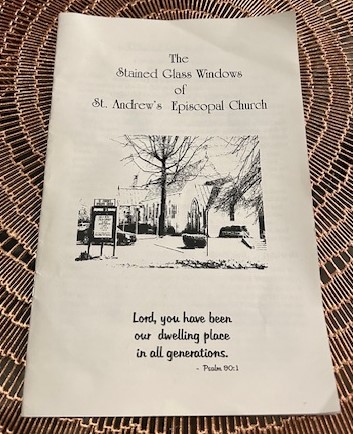 The
Stained Glass Windows
of
St. Andrew's Episcopal Church
Lord, you have been
our dwelling place
in all generations.
- Psalm 90:1